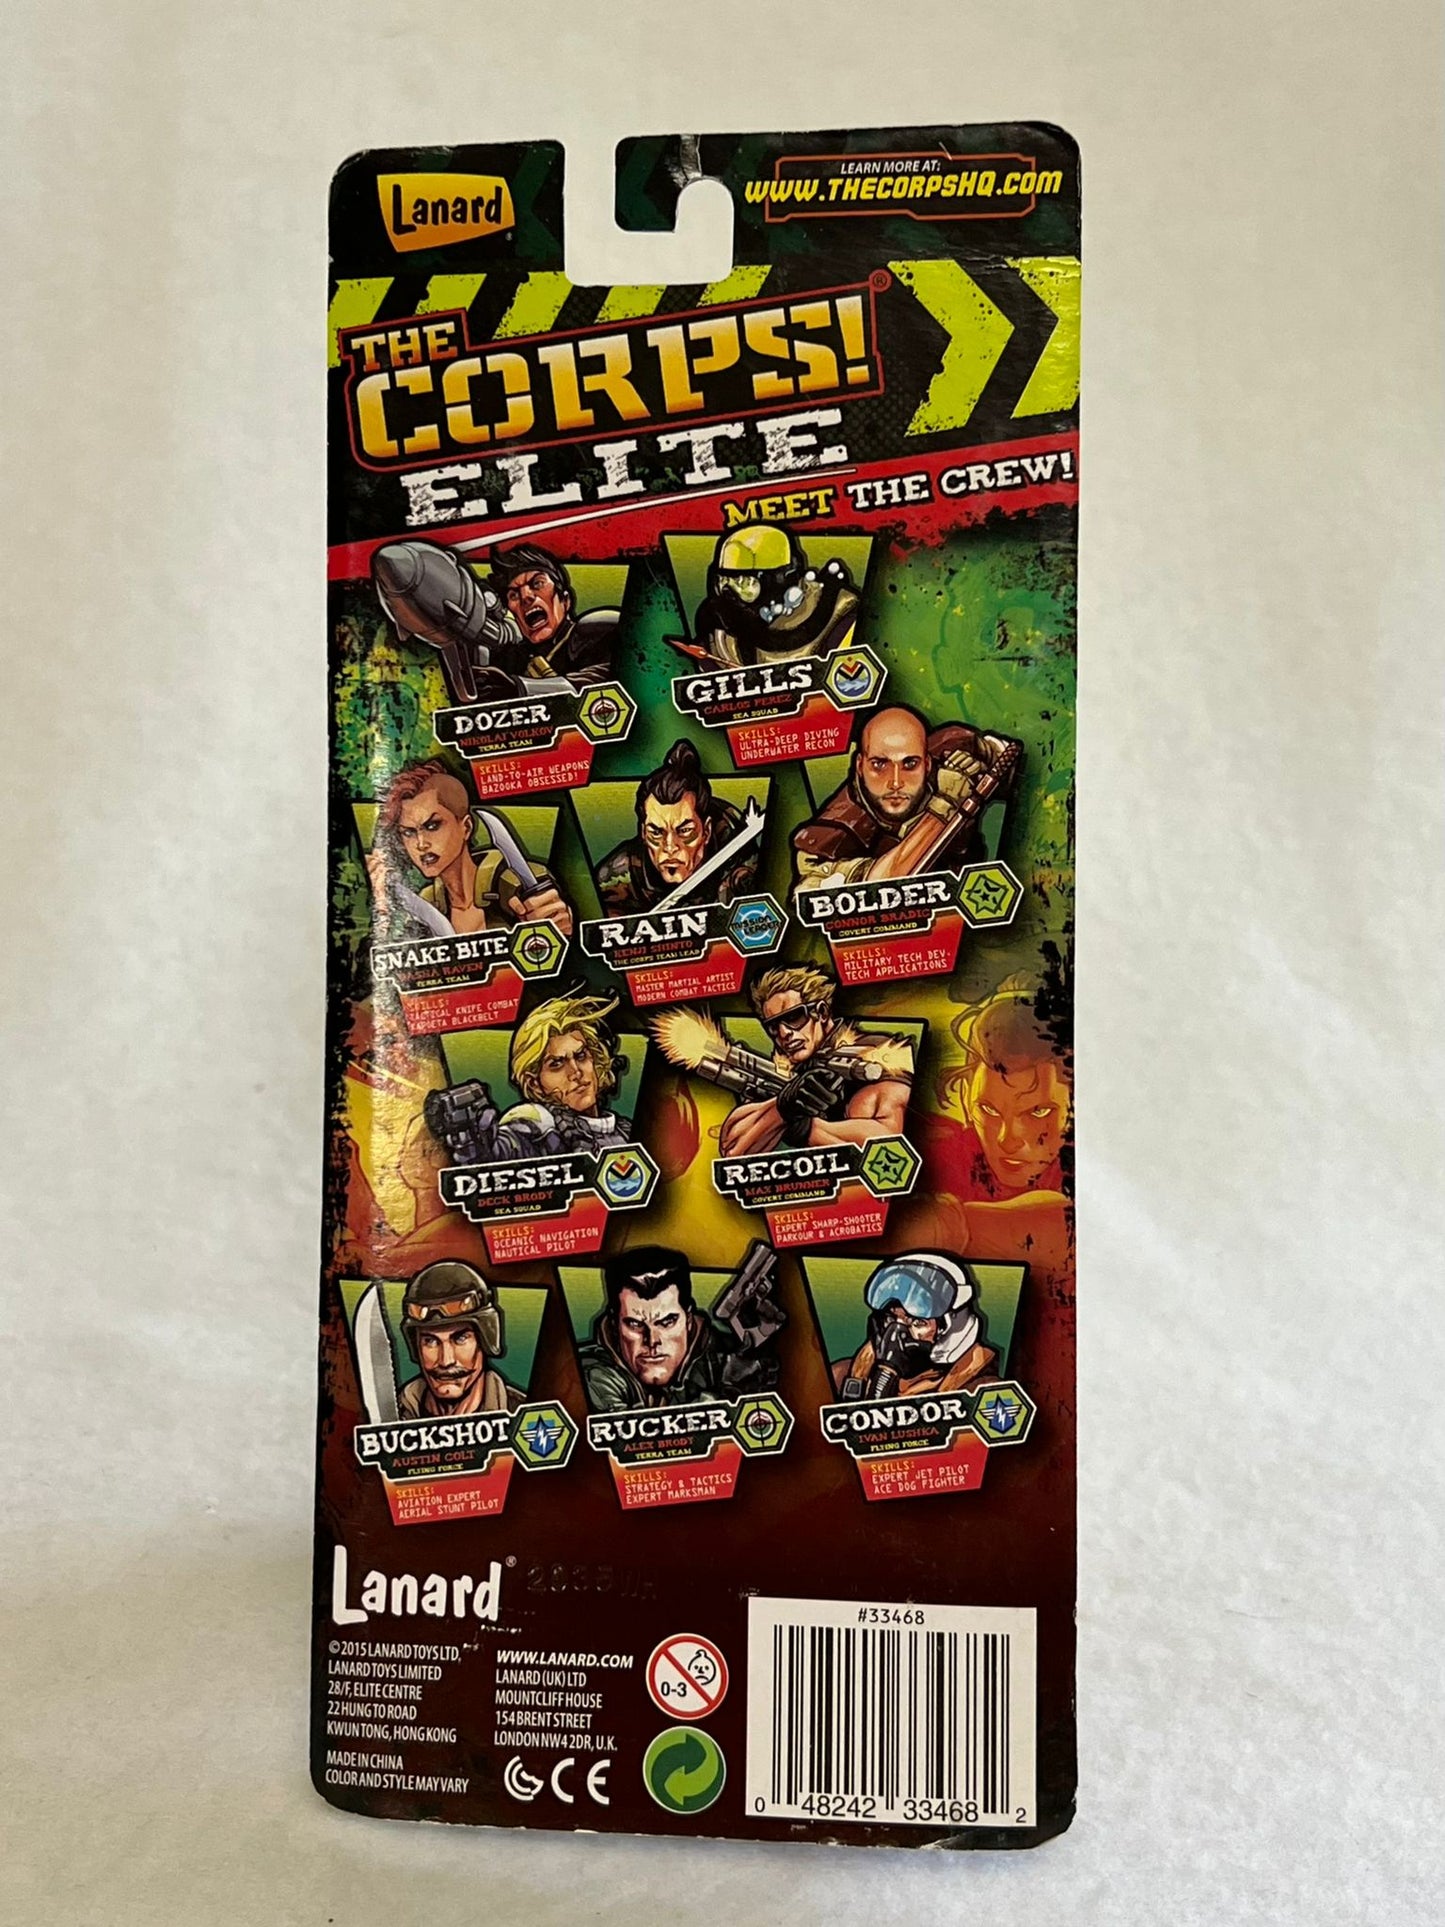 Lanard
LEARN MORE AT:
WWW.THECORPSHQ.COM
THE
CORPS!®
ELITE
MEET THE CREW!
DOZER
NIKOLAI VOLKOV
TERRA TEAM
SKILLS:
LAND-TO-AIR WEAPONS
BAZOOKA OBSESSED!
GILLS
CARLOS PEREZ
SEA SQUAD
SKILLS:
ULTRA-DEEP DIVING
UNDERWATER RECON
SNAKE BITE
SASHA RAVEN
TERRA TEAM
SKILLS:
TACTICAL KNIFE COMBAT
KAPOETA BLACKBELT
RAIN
KENJI SHINTO
THE CORPS TEAM LEAD
MISSION LEADER
SKILLS:
MASTER MARTIAL ARTIST
MODERN COMBAT TACTICS
BOLDER
CONNOR BRADIG
COVERT COMMAND
SKILLS:
MILITARY TECH DEV.
TECH APPLICATIONS
DIESEL
DECK BRODY
SEA SQUAD
SKILLS:
OCEANIC NAVIGATION
NAUTICAL PILOT
RECOIL
MAX BRUNNER
COVERT COMMAND
SKILLS:
EXPERT SHARP-SHOOTER
PARKOUR & ACROBATICS
BUCKSHOT
AUSTIN COLT
FLYING FORCE
SKILLS:
AVIATION EXPERT
AERIAL STUNT PILOT
RUCKER
ALEX BRODY
TERRA TEAM
SKILLS:
STRATEGY & TACTICS
EXPERT MARKSMAN
CONDOR
IVAN LUSHKA
FLYING FORCE
SKILLS:
EXPERT JET PILOT
ACE DOG FIGHTER
Lanard®
© 2015 LANARD TOYS LTD,
LANARD TOYS LIMITED
28/F, ELITE CENTRE
22 HUNG TO ROAD
KWUN TONG, HONG KONG
MADE IN CHINA
COLOR AND STYLE MAY VARY
WWW.LANARD.COM
LANARD (UK) LTD
MOUNTCLIFF HOUSE
154 BRENT STREET
LONDON NW4 2DR, U.K.
CE
0-3
#33468
0 48242 33468 2